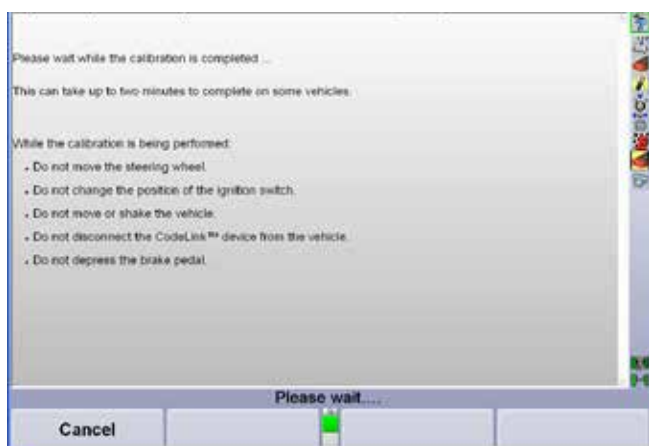 Please wait while the calibration is completed ...
This can take up to two minutes to complete on some vehicles.
While the calibration is being performed:
• Do not move the steering wheel.
• Do not change the position of the ignition switch.
• Do not move or shake the vehicle.
• Do not disconnect the CodeLink™ device from the vehicle.
• Do not depress the brake pedal.
Please wait....
Cancel